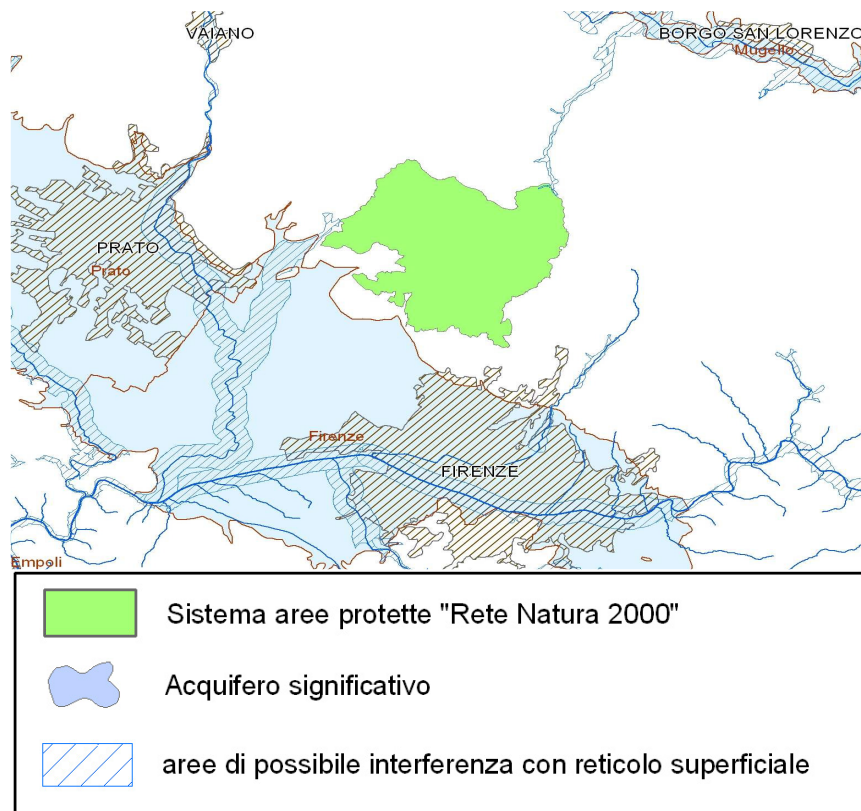 VAIANO
BORGO SAN LORENZO
Mugello
PRATO
Prato
Firenze
FIRENZE
Empoli
Sistema aree protette "Rete Natura 2000"
Acquifero significativo
aree di possibile interferenza con reticolo superficiale